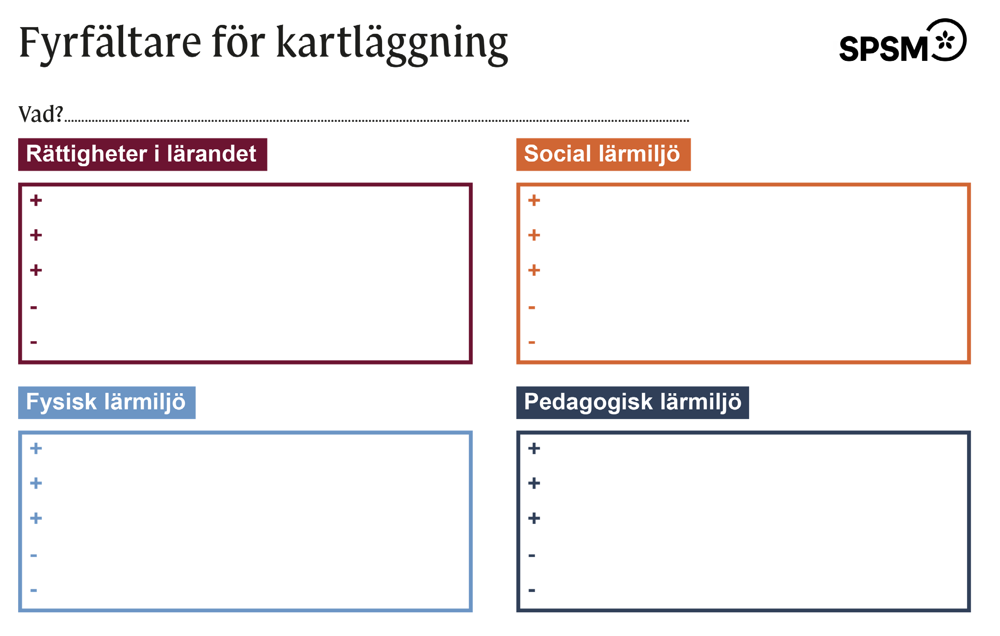 Fyrfältare för kartläggning
SPSM
Vad?..............................................................................................................................
Rättigheter i lärandet
+
+
+
-
-
Social lärmiljö
+
+
+
-
-
Fysisk lärmiljö
+
+
+
-
-
Pedagogisk lärmiljö
+
+
+
-
-